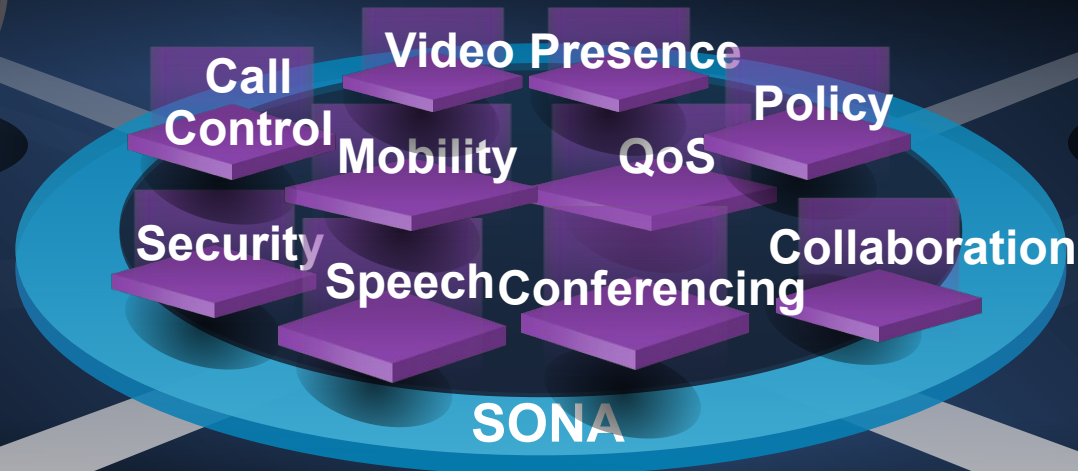 Video
Presence
Call
Control
Policy
Mobility
QoS
Security
Collaboration
Speech
Conferencing
SONA